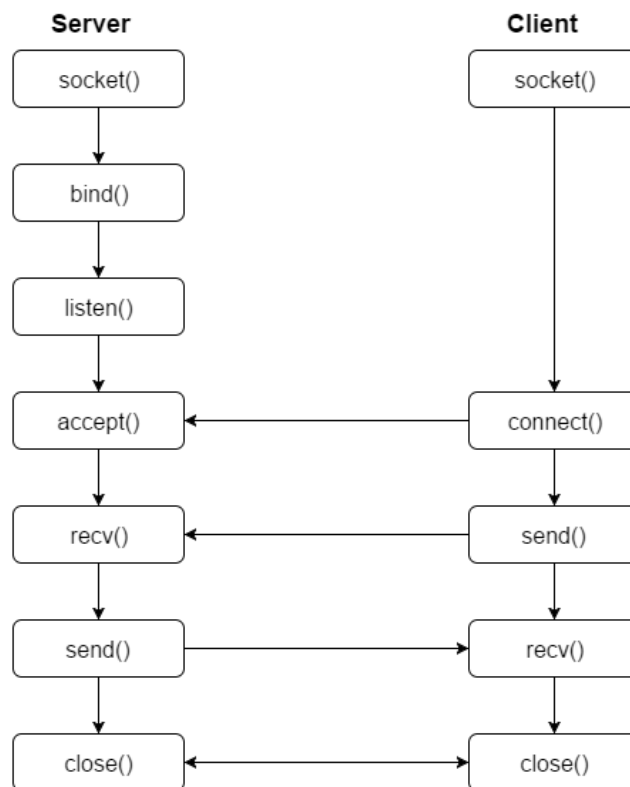 Server
Client
socket()
socket()
bind()
listen()
accept()
connect()
recv()
send()
send()
recv()
close()
close()